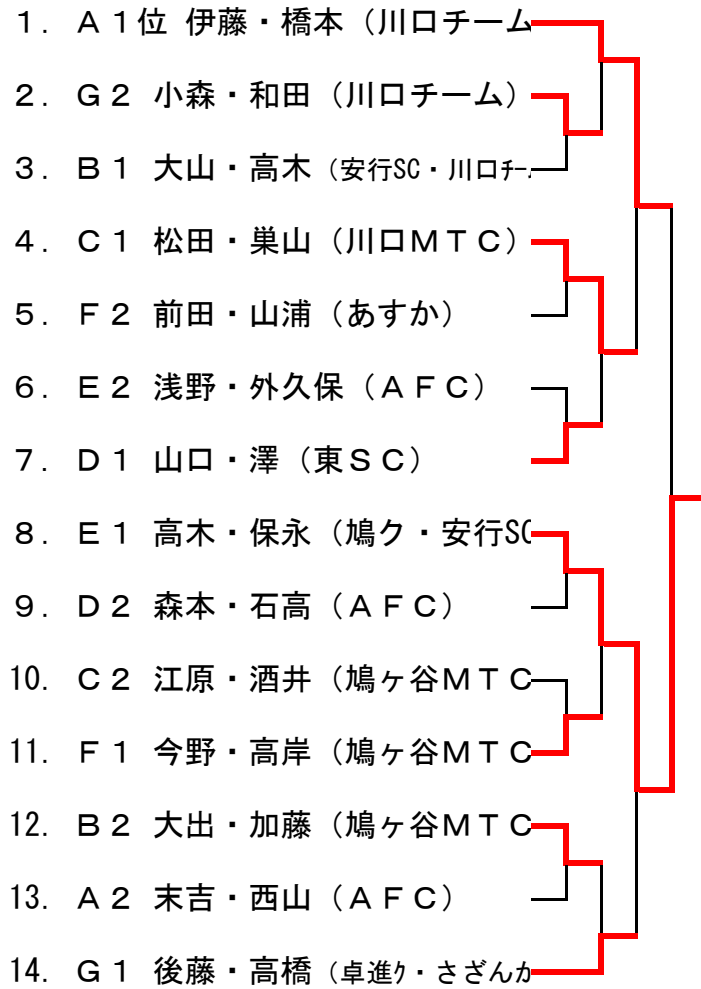 1. A1位 伊藤・橋本（川口チーム
2. G2 小森・和田（川口チーム）
3. B1 大山・高木（安行SC・川口ﾁｰ
4. C1 松田・巣山（川口MTC）
5. F2 前田・山浦（あすか）
6. E2 浅野・外久保（AFC）
7. D1 山口・澤（東SC）
8. E1 高木・保永（鳩ク・安行SC
9. D2 森本・石高（AFC）
10. C2 江原・酒井（鳩ヶ谷MTC
11. F1 今野・高岸（鳩ヶ谷MTC
12. B2 大出・加藤（鳩ヶ谷MTC
13. A2 末吉・西山（AFC）
14. G1 後藤・高橋（卓進ｸ・さざんか